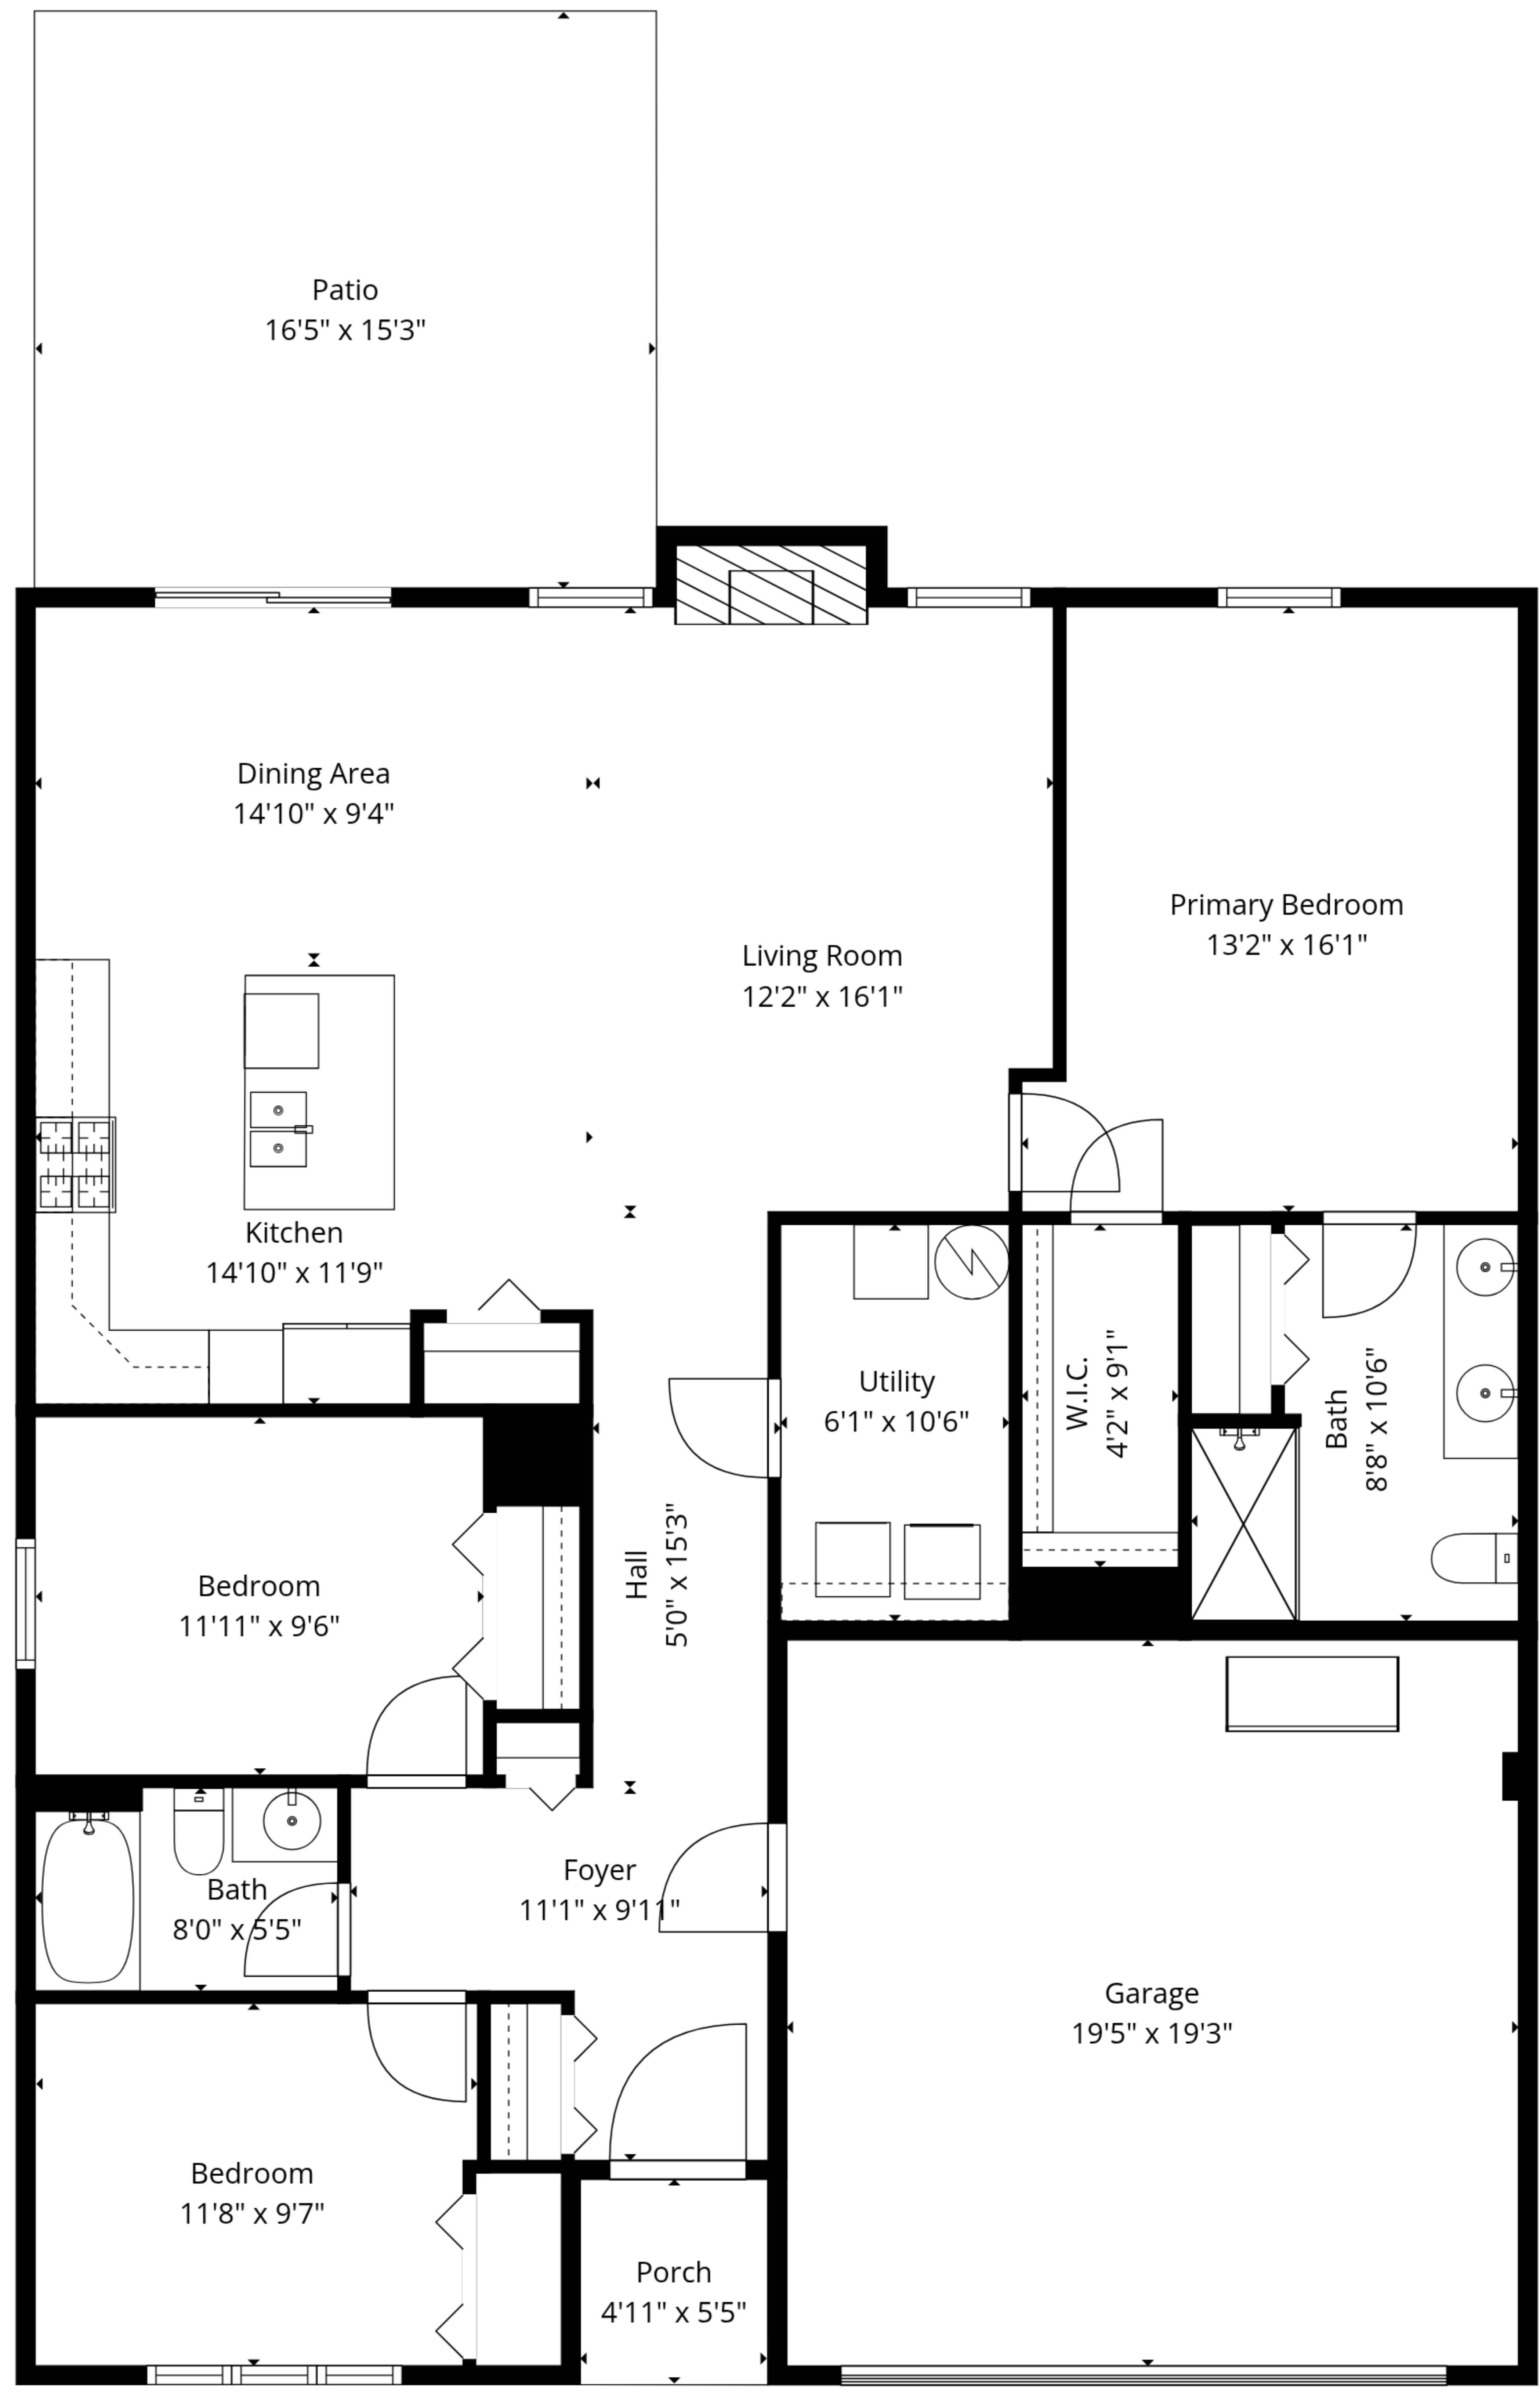 Patio
16'5" x 15'3"
Dining Area
14'10" x 9'4"
Primary Bedroom
13'2" x 16'1"
Living Room
12'2" x 16'1"
Kitchen
14'10" x 11'9"
Utility
6'1" x 10'6"
W.I.C.
4'2" x 9'1"
Bath
8'8" x 10'6"
Hall
5'0" x 15'3"
Bedroom
11'11" x 9'6"
Foyer
11'1" x 9'11"
Bath
8'0" x 5'5"
Garage
19'5" x 19'3"
Bedroom
11'8" x 9'7"
Porch
4'11" x 5'5"